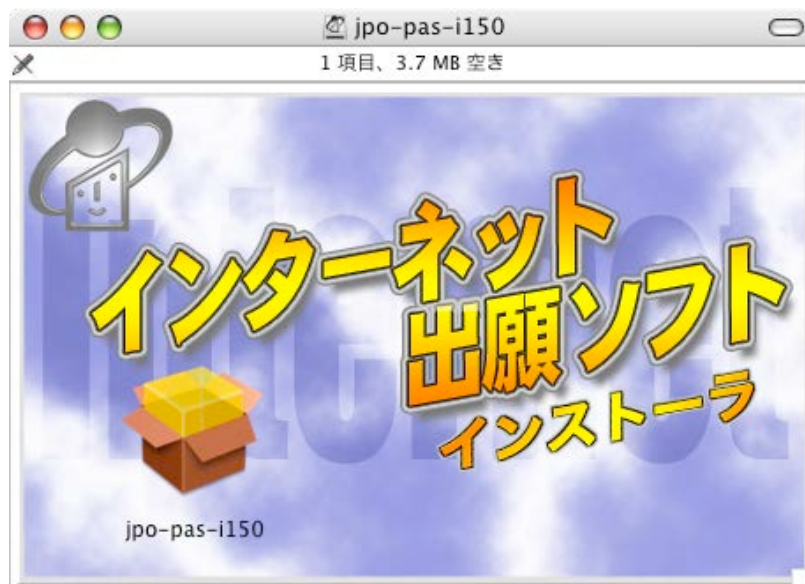 jpo-pas-i150
1 項目、3.7 MB 空き
Internet
インターネット
出願ソフト
インストーラ
jpo-pas-i150